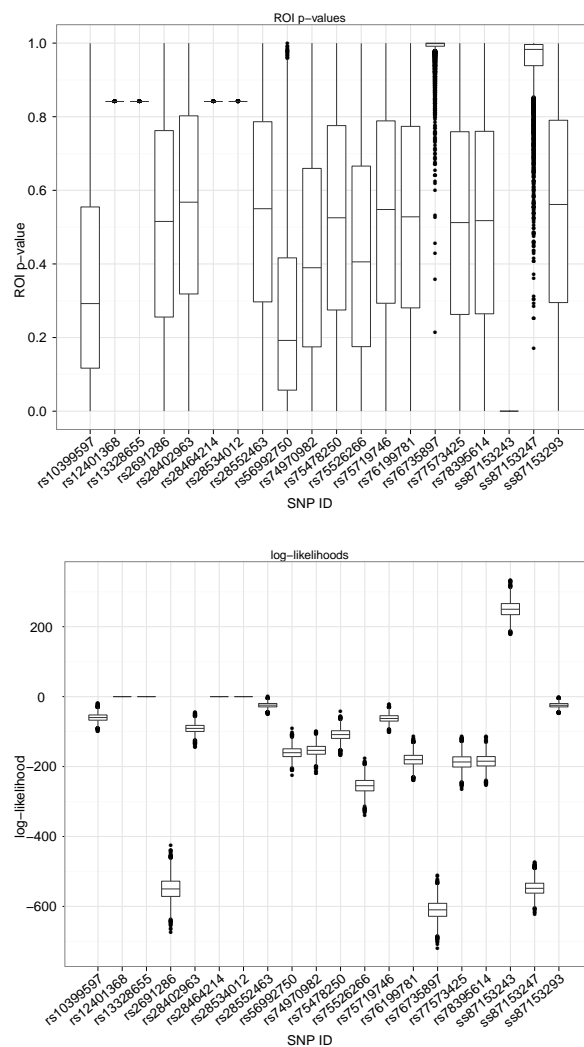 ROI p-values
1.0
0.8
0.6
0.4
0.2
0.0
ROI p-value
rs10399597
rs12401368
rs13328655
rs2691286
rs28402963
rs28464214
rs28534012
rs28552463
rs56992750
rs74970982
rs75478250
rs75526266
rs75719746
rs76199781
rs76735897
rs77573425
rs78395614
ss87153243
ss87153247
ss87153293
SNP ID
log-likelihoods
200
0
−200
−400
−600
log-likelihood
rs10399597
rs12401368
rs13328655
rs2691286
rs28402963
rs28464214
rs28534012
rs28552463
rs56992750
rs74970982
rs75478250
rs75526266
rs75719746
rs76199781
rs76735897
rs77573425
rs78395614
ss87153243
ss87153247
ss87153293
SNP ID